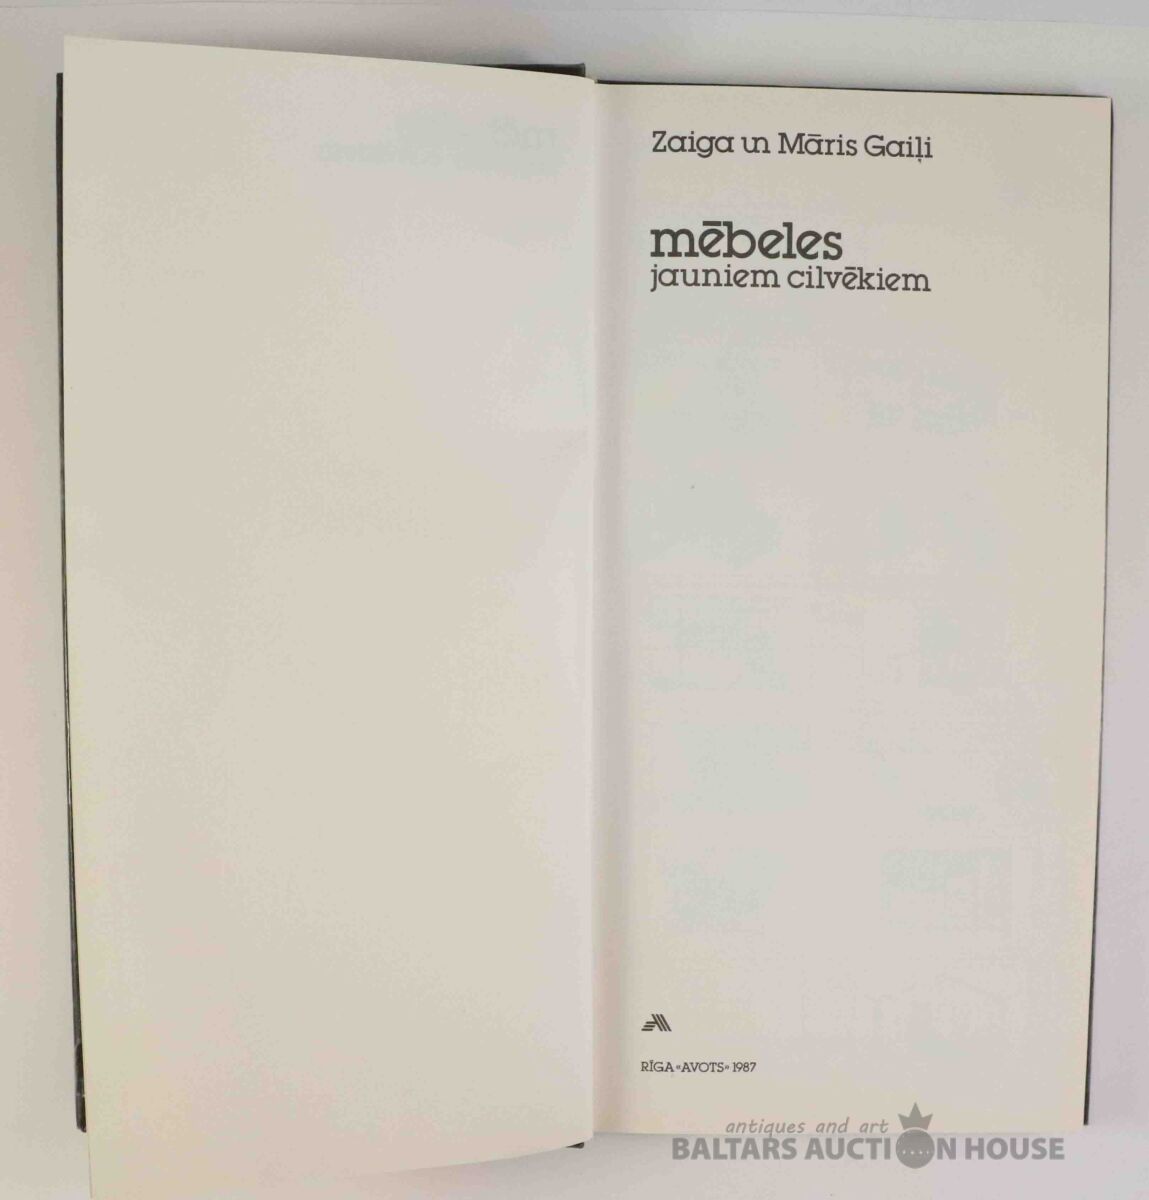 Zaiga un Māris Gaiļi
mēbeles
jauniem cilvēkiem
RĪGA «AVOTS» 1987
antiques and art
BALTARS AUCTION HOUSE